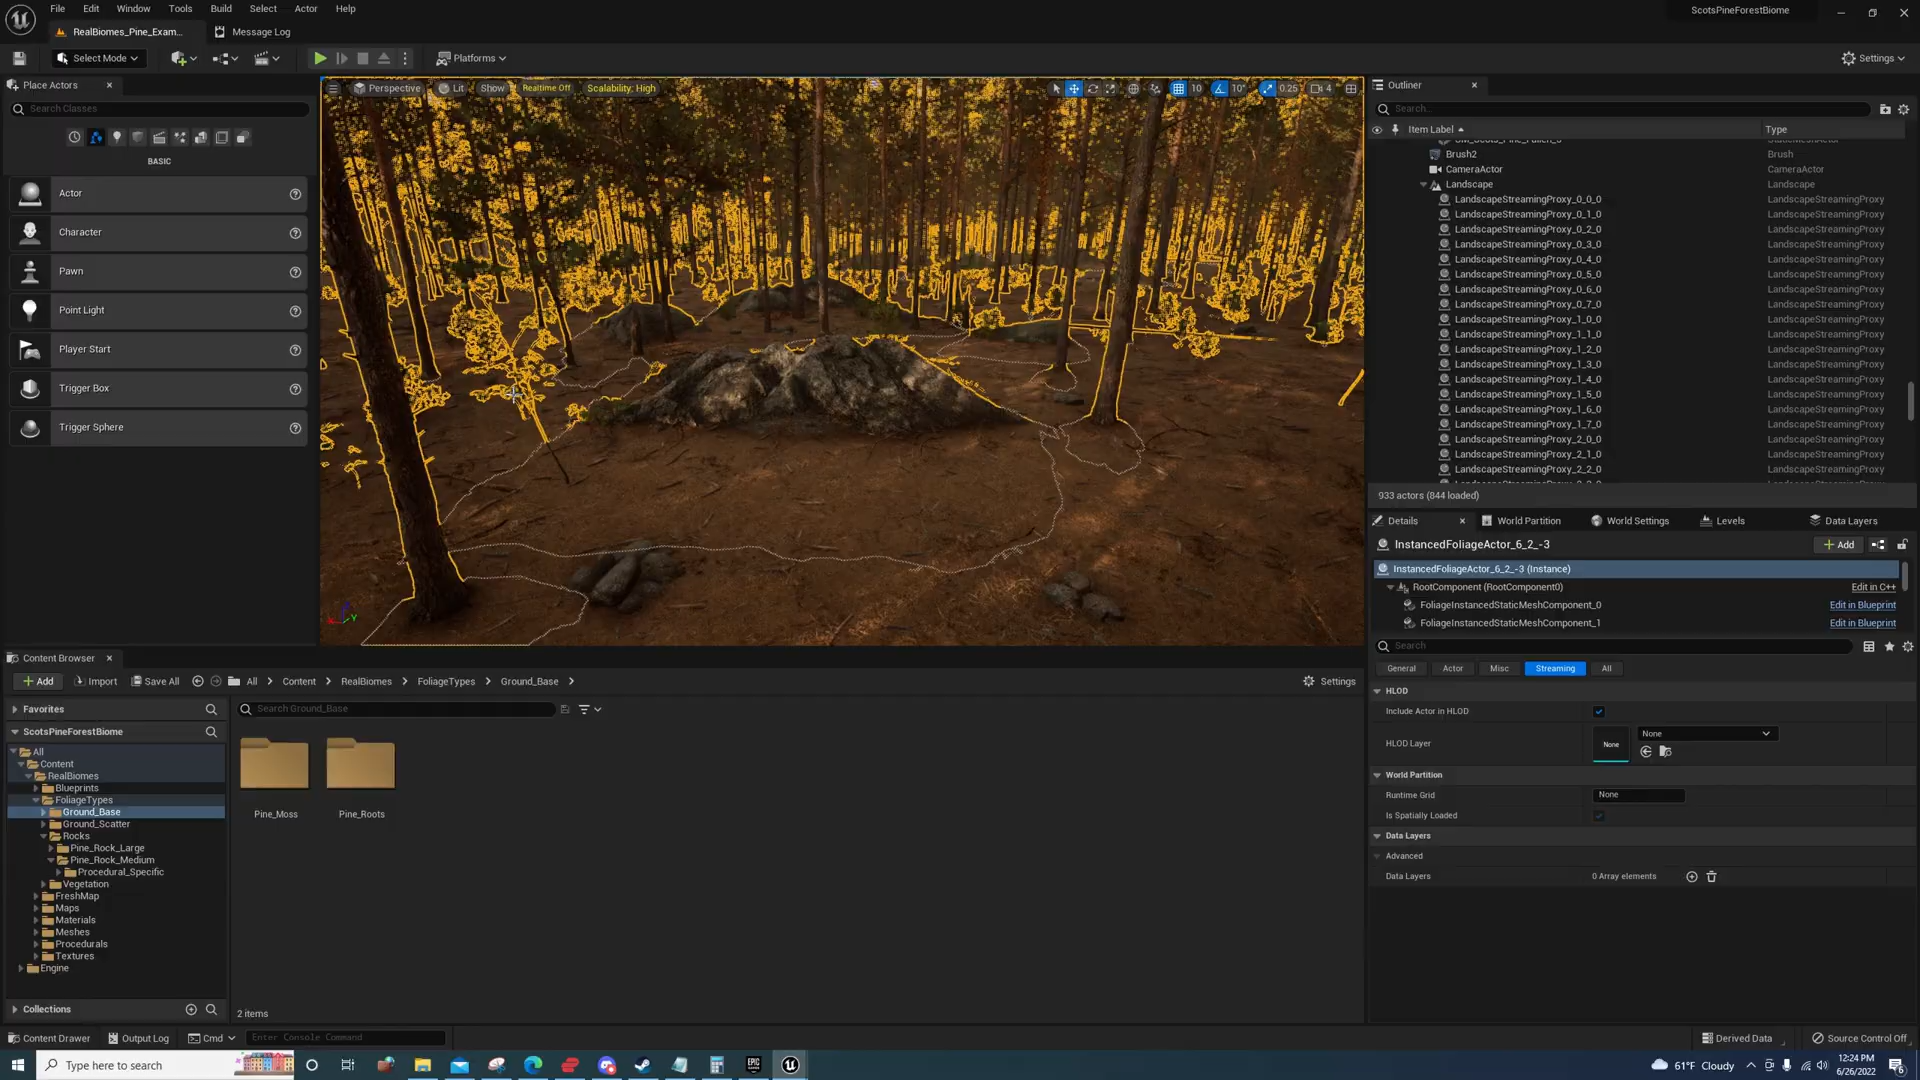 File Edit Window Tools Build Select Actor Help
ScotsPineForestBiome
RealBiomes_Pine_Exam... Message Log
Select Mode Platforms Settings
Place Actors
Search Classes
BASIC
Actor
Character
Pawn
Point Light
Player Start
Trigger Box
Trigger Sphere
Perspective Lit Show Realtime Off Scalability: High 10 10° 0.25 4
Outliner
Search...
Item Label Type
Brush2 Brush
CameraActor CameraActor
Landscape Landscape
LandscapeStreamingProxy_0_0_0 LandscapeStreamingProxy
LandscapeStreamingProxy_0_1_0 LandscapeStreamingProxy
LandscapeStreamingProxy_0_2_0 LandscapeStreamingProxy
LandscapeStreamingProxy_0_3_0 LandscapeStreamingProxy
LandscapeStreamingProxy_0_4_0 LandscapeStreamingProxy
LandscapeStreamingProxy_0_5_0 LandscapeStreamingProxy
LandscapeStreamingProxy_0_6_0 LandscapeStreamingProxy
LandscapeStreamingProxy_0_7_0 LandscapeStreamingProxy
LandscapeStreamingProxy_1_0_0 LandscapeStreamingProxy
LandscapeStreamingProxy_1_1_0 LandscapeStreamingProxy
LandscapeStreamingProxy_1_2_0 LandscapeStreamingProxy
LandscapeStreamingProxy_1_3_0 LandscapeStreamingProxy
LandscapeStreamingProxy_1_4_0 LandscapeStreamingProxy
LandscapeStreamingProxy_1_5_0 LandscapeStreamingProxy
LandscapeStreamingProxy_1_6_0 LandscapeStreamingProxy
LandscapeStreamingProxy_1_7_0 LandscapeStreamingProxy
LandscapeStreamingProxy_2_0_0 LandscapeStreamingProxy
LandscapeStreamingProxy_2_1_0 LandscapeStreamingProxy
LandscapeStreamingProxy_2_2_0 LandscapeStreamingProxy
933 actors (844 loaded)
Details World Partition World Settings Levels Data Layers
InstancedFoliageActor_6_2_-3 Add
InstancedFoliageActor_6_2_-3 (Instance)
RootComponent (RootComponent0) Edit in C++
FoliageInstancedStaticMeshComponent_0 Edit in Blueprint
FoliageInstancedStaticMeshComponent_1 Edit in Blueprint
Search
General Actor Misc Streaming All
HLOD
Include Actor in HLOD
HLOD Layer None None
World Partition
Runtime Grid None
Is Spatially Loaded
Data Layers
Advanced
Data Layers 0 Array elements
Content Browser
Add Import Save All All Content RealBiomes FoliageTypes Ground_Base Settings
Favorites
Search Ground_Base
ScotsPineForestBiome
All
Content
RealBiomes
Blueprints
FoliageTypes
Ground_Base
Ground_Scatter
Rocks
Pine_Rock_Large
Pine_Rock_Medium
Procedural_Specific
Vegetation
FreshMap
Maps
Materials
Meshes
Procedurals
Textures
Engine
Collections
Pine_Moss Pine_Roots
2 items
Content Drawer Output Log Cmd Enter Console Command Derived Data Source Control Off
Type here to search
61°F Cloudy
12:24 PM
6/26/2022